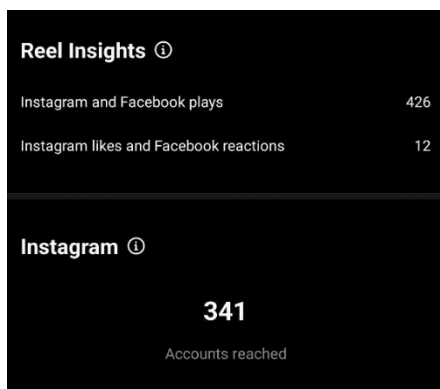 Reel Insights
Instagram and Facebook plays 426
Instagram likes and Facebook reactions 12
Instagram
341
Accounts reached